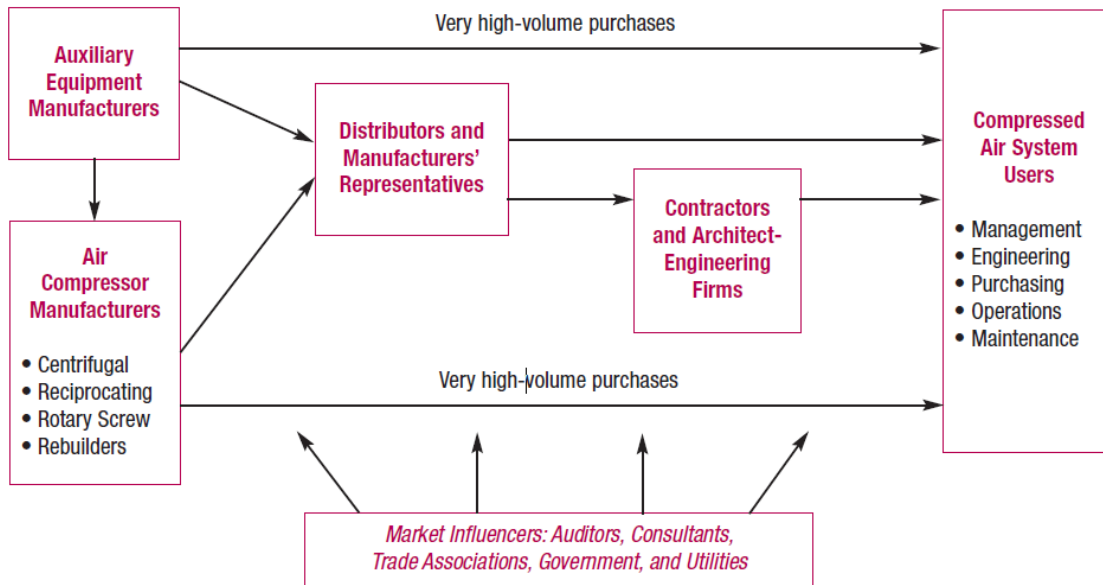 Very high-volume purchases
Auxiliary
Equipment
Manufacturers
Distributors and
Manufacturers'
Representatives
Compressed
Air System
Users
• Management
• Engineering
• Purchasing
• Operations
• Maintenance
Contractors
and Architect-
Engineering
Firms
Air
Compressor
Manufacturers
• Centrifugal
• Reciprocating
• Rotary Screw
• Rebuilders
Very high-volume purchases
Market Influencers: Auditors, Consultants,
Trade Associations, Government, and Utilities